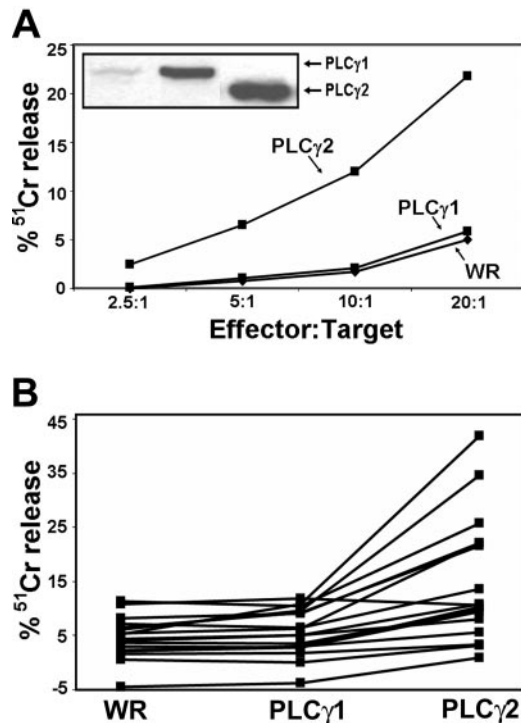 A
25
20
15
10
5
0
% ⁵¹Cr release
PLCγ1
PLCγ2
PLCγ2
PLCγ1
WR
2.5:1 5:1 10:1 20:1
Effector:Target
B
45
35
25
15
5
-5
% ⁵¹Cr release
WR PLCγ1 PLCγ2